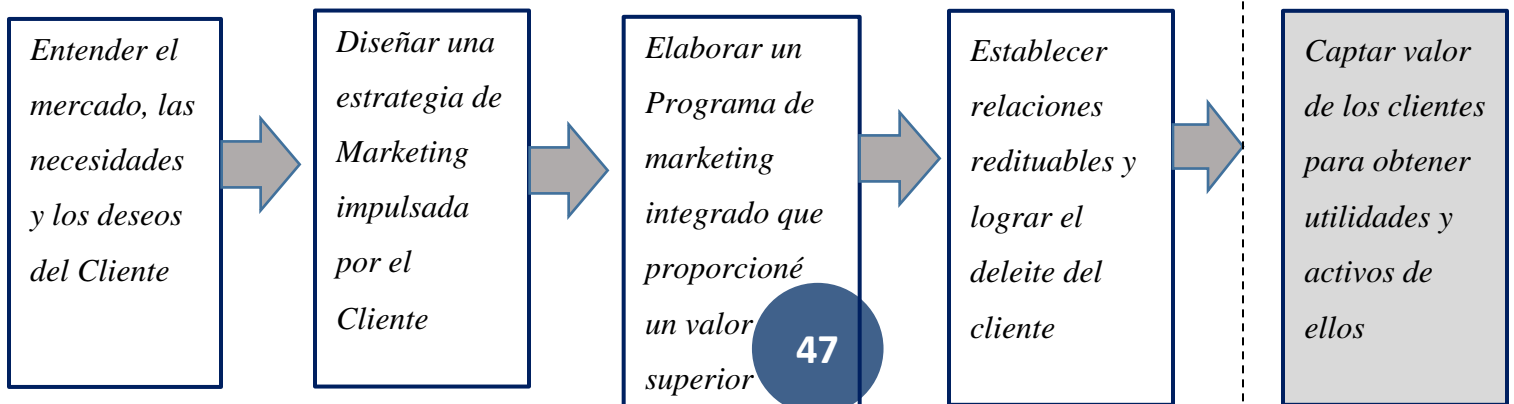 Entender el
mercado, las
necesidades
y los deseos
del Cliente
Diseñar una
estrategia de
Marketing
impulsada
por el
Cliente
Elaborar un
Programa de
marketing
integrado que
proporcioné
un valor
superior
47
Establecer
relaciones
redituables y
lograr el
deleite del
cliente
Captar valor
de los clientes
para obtener
utilidades y
activos de
ellos